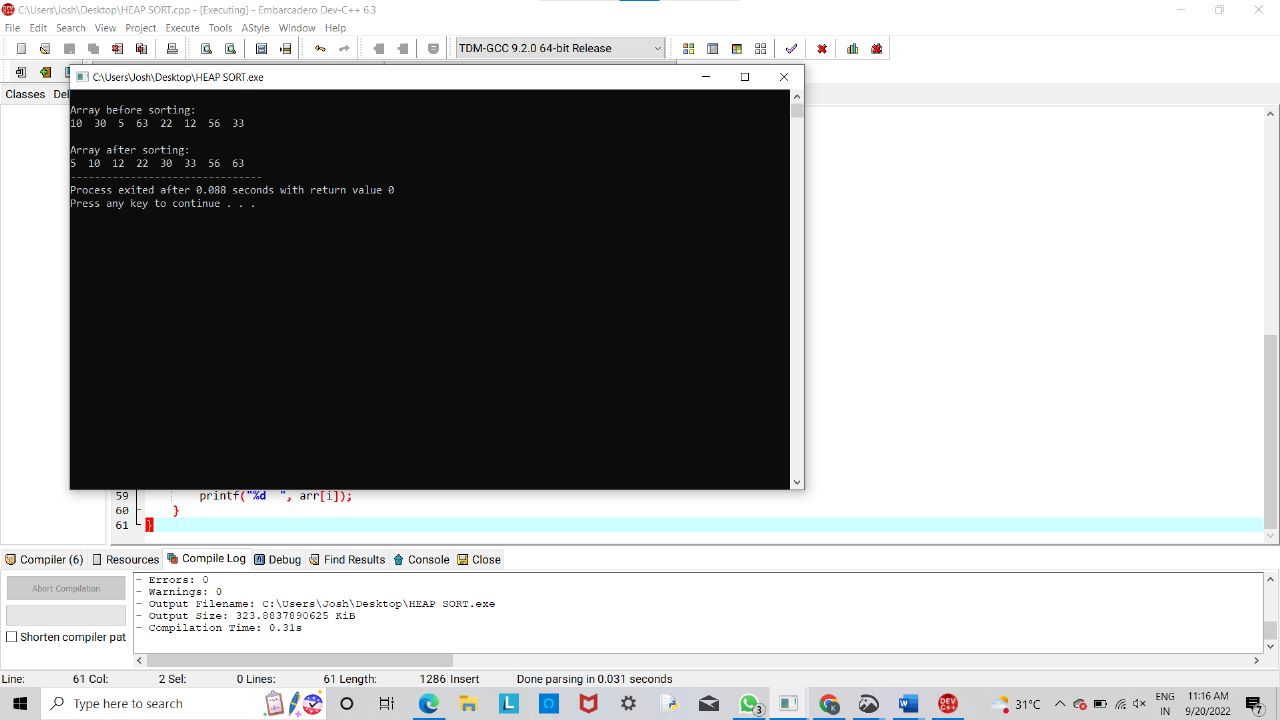 C:\Users\Josh\Desktop\HEAP SORT.cpp - [Executing] - Embarcadero Dev-C++ 6.3
File Edit Search View Project Execute Tools AStyle Window Help
TDM-GCC 9.2.0 64-bit Release
C:\Users\Josh\Desktop\HEAP SORT.exe
Classes
Array before sorting:
10 30 5 63 22 12 56 33
Array after sorting:
5 10 12 22 30 33 56 63
--------------------------------
Process exited after 0.088 seconds with return value 0
Press any key to continue . . .
59 printf("%d  ", arr[i]);
60 }
61 }
Compiler (6) Resources Compile Log Debug Find Results Console Close
Abort Compilation
Shorten compiler pat
- Errors: 0
- Warnings: 0
- Output Filename: C:\Users\Josh\Desktop\HEAP SORT.exe
- Output Size: 323.8837890625 KiB
- Compilation Time: 0.31s
Line: 61 Col: 2 Sel: 0 Lines: 61 Length: 1286 Insert Done parsing in 0.031 seconds
Type here to search
L
3
K
W
DEV C++
31°C
ENG
IN
11:16 AM
9/20/2022
7